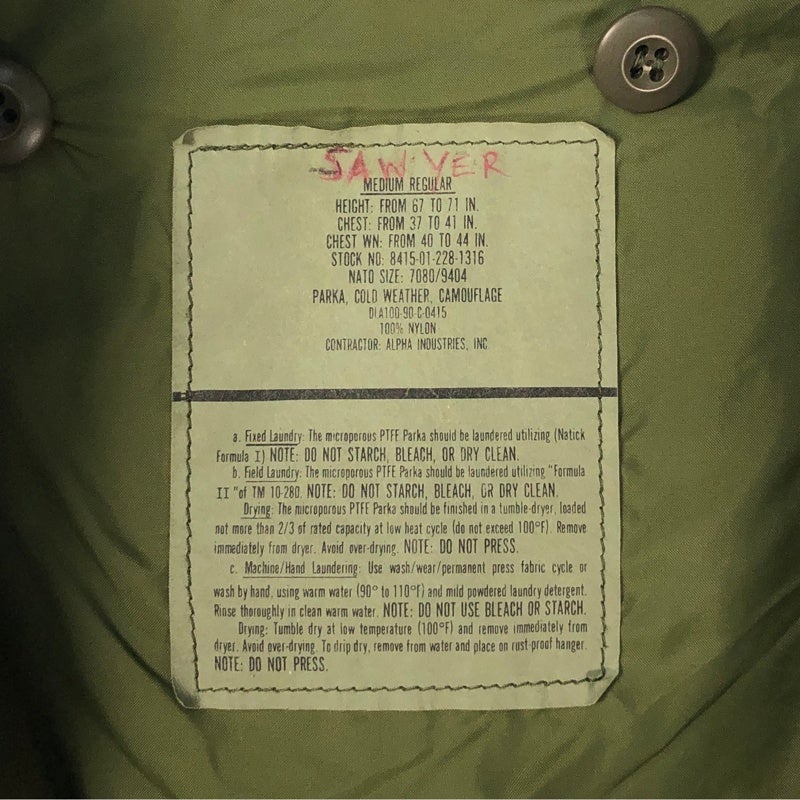 SAWYER
MEDIUM REGULAR
HEIGHT: FROM 67 TO 71 IN.
CHEST: FROM 37 TO 41 IN.
CHEST WN: FROM 40 TO 44 IN.
STOCK NO: 8415-01-228-1316
NATO SIZE: 7080/9404
PARKA, COLD WEATHER, CAMOUFLAGE
DLA100-90-C-0415
100% NYLON
CONTRACTOR: ALPHA INDUSTRIES, INC
a. Fixed Laundry: The microporous PTFE Parka should be laundered utilizing (Natick
Formula I) NOTE: DO NOT STARCH, BLEACH, OR DRY CLEAN.
b. Field Laundry: The microporous PTFE Parka should be laundered utilizing "Formula
II "of TM 10-280. NOTE: DO NOT STARCH, BLEACH, OR DRY CLEAN.
Drying: The microporous PTFE Parka should be finished in a tumble-dryer, loaded
not more than 2/3 of rated capacity at low heat cycle (do not exceed 100°F). Remove
immediately from dryer. Avoid over-drying. NOTE: DO NOT PRESS.
c. Machine/Hand Laundering: Use wash/wear/permanent press fabric cycle or
wash by hand, using warm water (90° to 110°F) and mild powdered laundry detergent.
Rinse thoroughly in clean warm water. NOTE: DO NOT USE BLEACH OR STARCH.
Drying: Tumble dry at low temperature (100°F) and remove immediately from
dryer. Avoid over-drying. To drip dry, remove from water and place on rust-proof hanger.
NOTE: DO NOT PRESS.